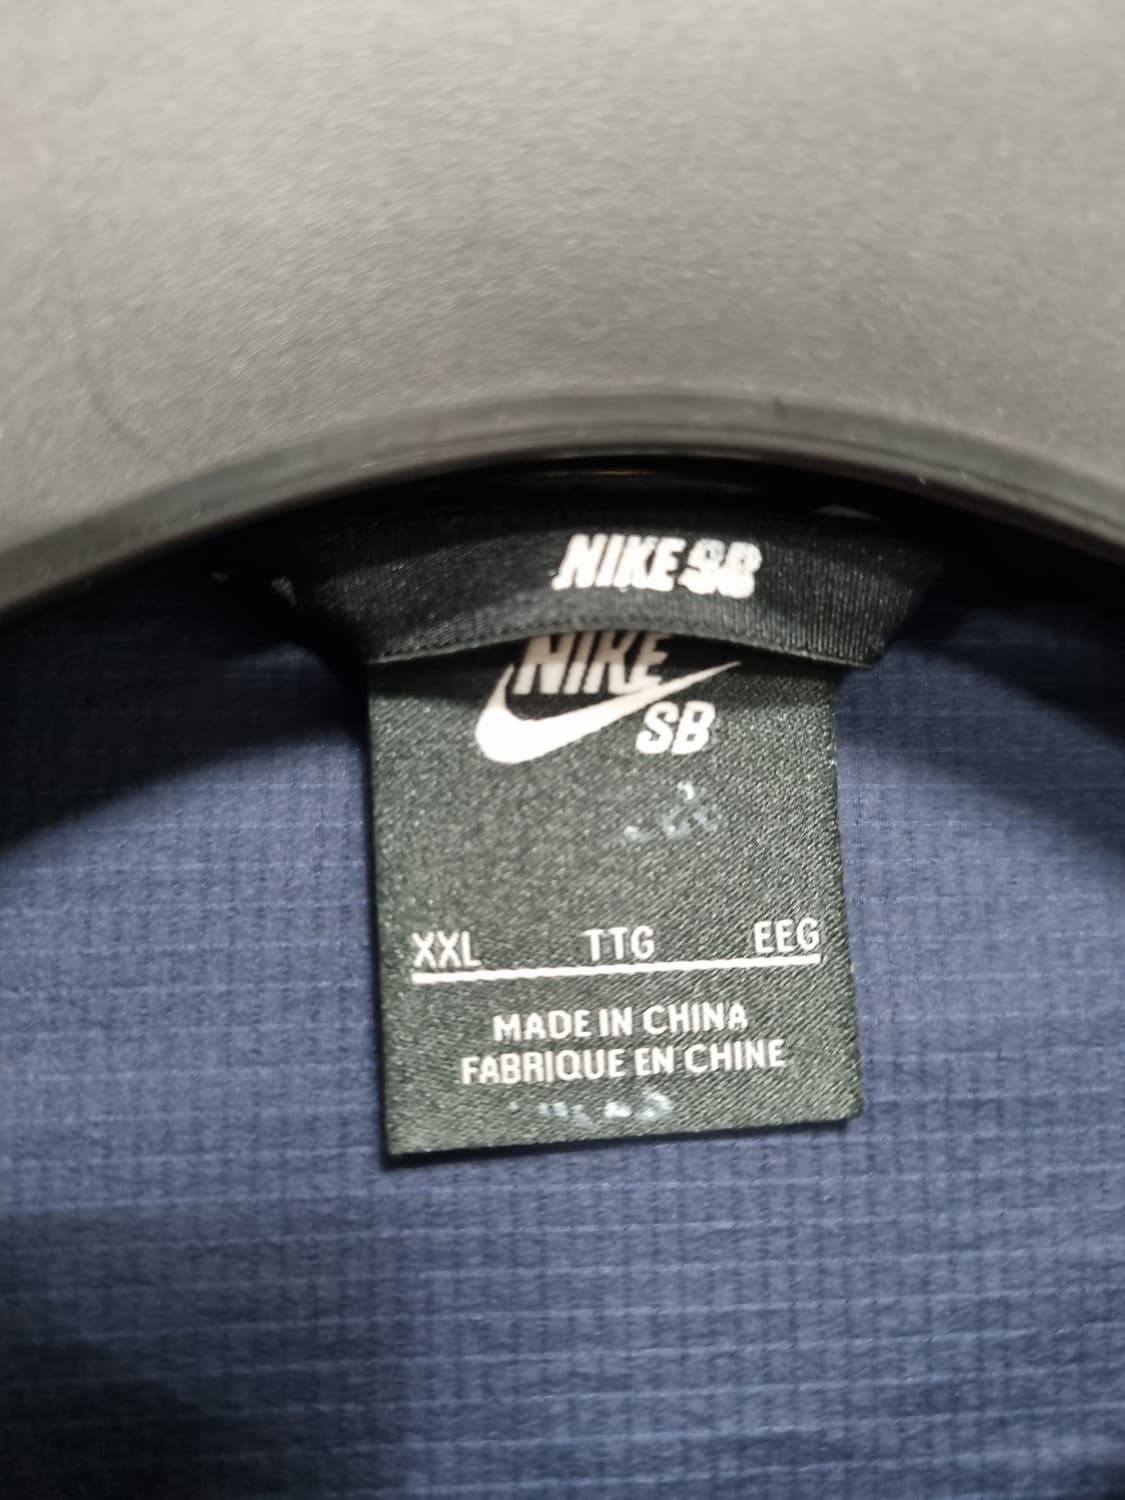 NIKE SB
NIKE
SB
XXL TTG EEG
MADE IN CHINA
FABRIQUE EN CHINE